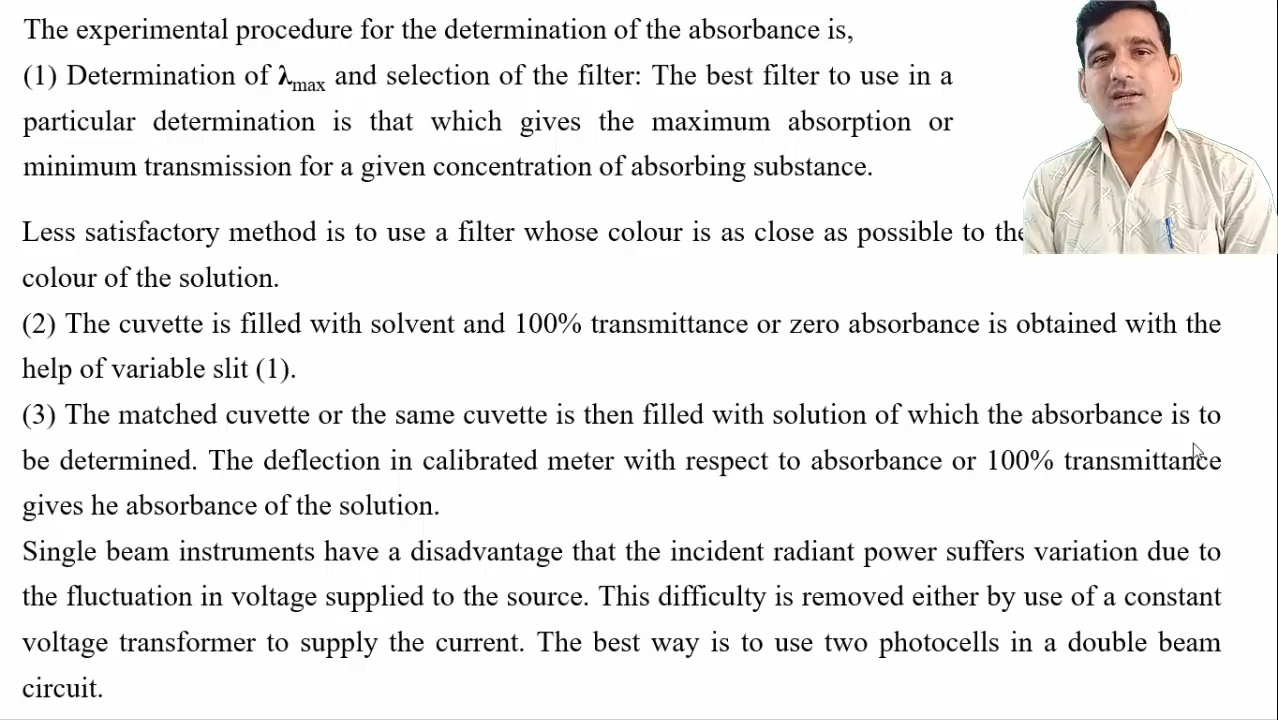 The experimental procedure for the determination of the absorbance is,
(1) Determination of λmax and selection of the filter: The best filter to use in a
particular determination is that which gives the maximum absorption or
minimum transmission for a given concentration of absorbing substance.
Less satisfactory method is to use a filter whose colour is as close as possible to the
colour of the solution.
(2) The cuvette is filled with solvent and 100% transmittance or zero absorbance is obtained with the
help of variable slit (1).
(3) The matched cuvette or the same cuvette is then filled with solution of which the absorbance is to
be determined. The deflection in calibrated meter with respect to absorbance or 100% transmittance
gives he absorbance of the solution.
Single beam instruments have a disadvantage that the incident radiant power suffers variation due to
the fluctuation in voltage supplied to the source. This difficulty is removed either by use of a constant
voltage transformer to supply the current. The best way is to use two photocells in a double beam
circuit.